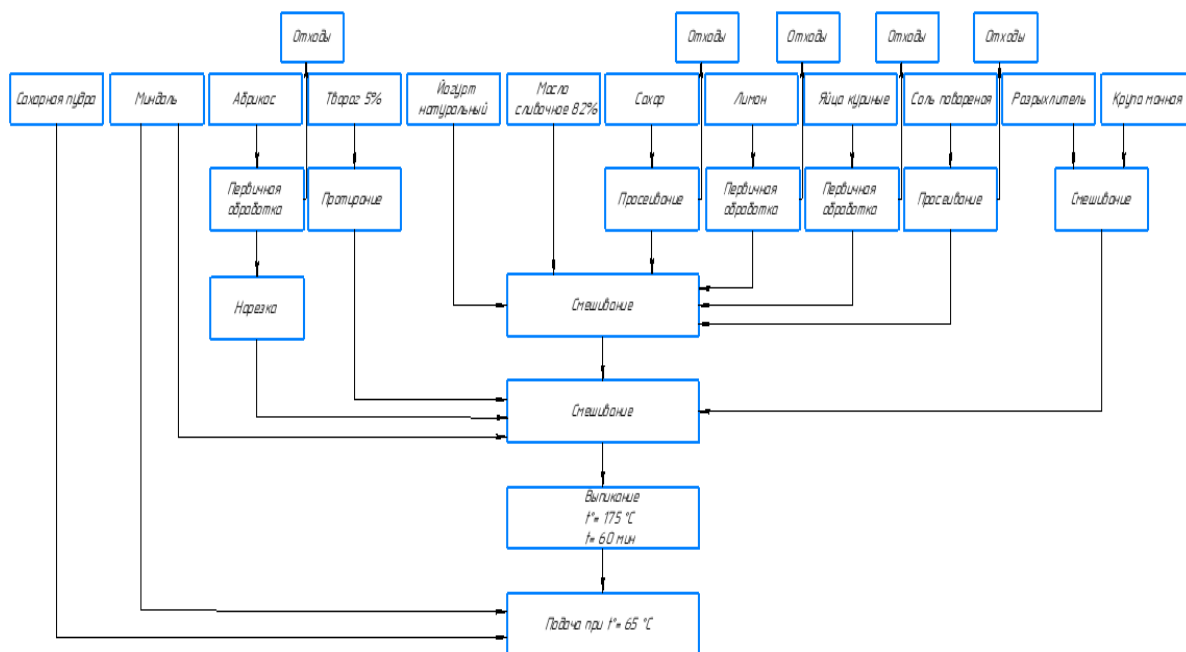 Отходы
Отходы
Отходы
Отходы
Отходы
Сахарная пудра
Миндаль
Абрикос
Творог 5%
Йогурт
натуральный
Масло
сливочное 82%
Сахар
Лимон
Яйца куриные
Соль повареная
Разрыхлитель
Крупа манная
Первичная
обработка
Протирание
Просеивание
Первичная
обработка
Первичная
обработка
Просеивание
Смешивание
Нарезка
Смешивание
Смешивание
Выпикание
t°= 175 °C
t= 60 мин
Подача при t°= 65 °C